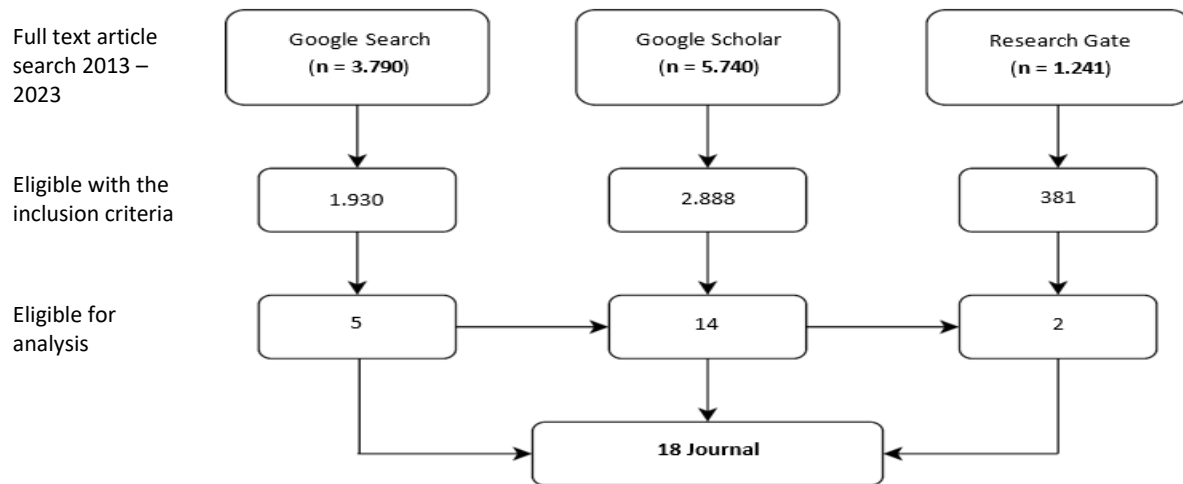 Full text article
search 2013 –
2023
Google Search
(n = 3.790)
Google Scholar
(n = 5.740)
Research Gate
(n = 1.241)
Eligible with the
inclusion criteria
1.930
2.888
381
Eligible for
analysis
5
14
2
18 Journal